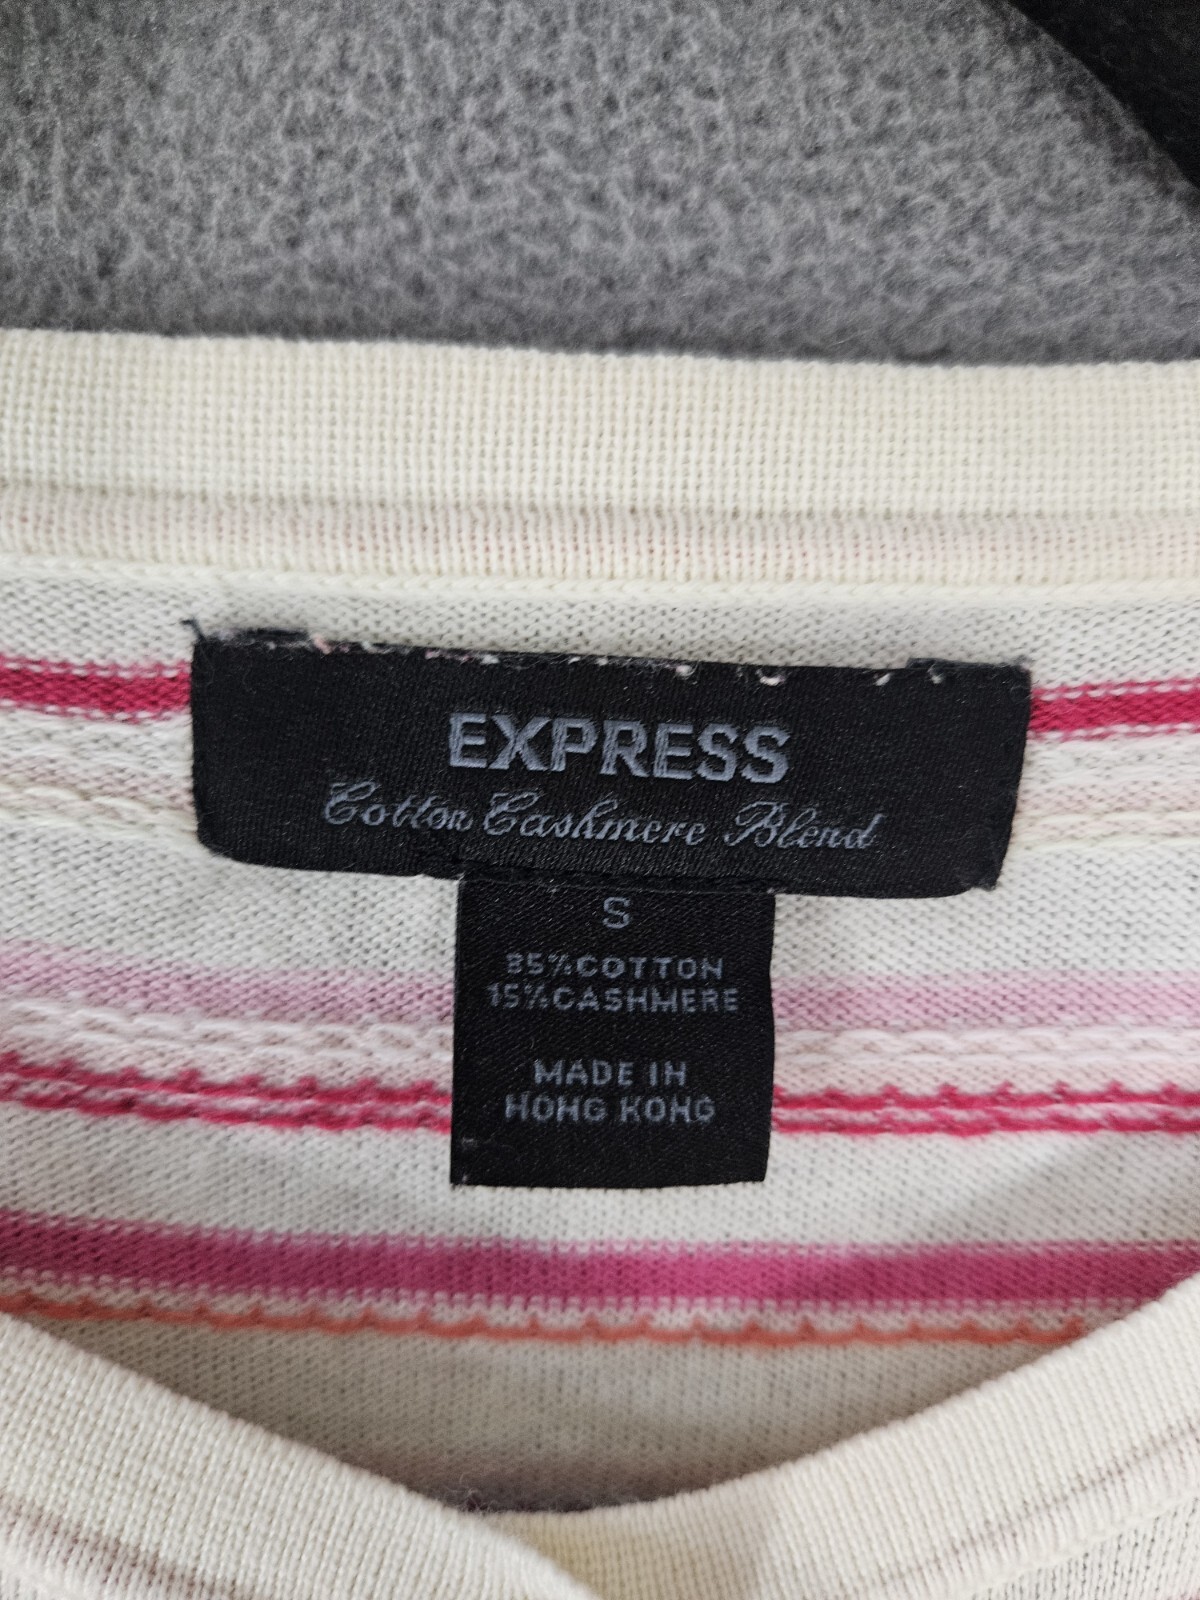 EXPRESS
Cotton Cashmere Blend
S
85% COTTON
15% CASHMERE
MADE IN
HONG KONG